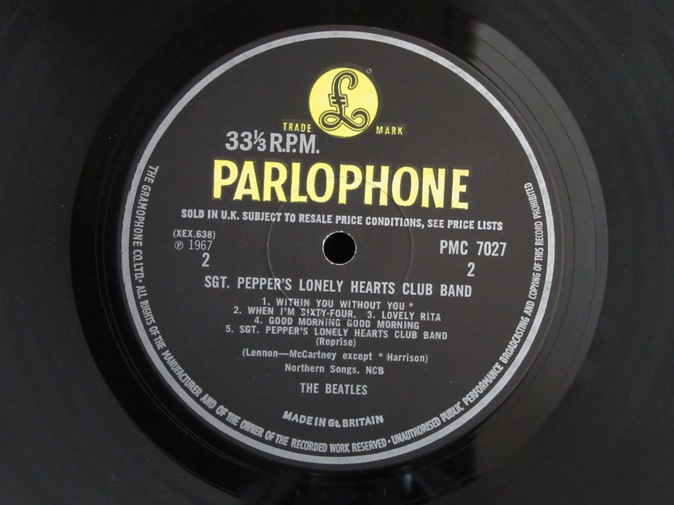 £
TRADE MARK
33⅓ R.P.M.
PARLOPHONE
SOLD IN U.K. SUBJECT TO RESALE PRICE CONDITIONS, SEE PRICE LISTS
(XEX.638)
℗ 1967
2
PMC 7027
2
SGT. PEPPER'S LONELY HEARTS CLUB BAND
1. WITHIN YOU WITHOUT YOU *
2. WHEN I'M SIXTY-FOUR. 3. LOVELY RITA
4. GOOD MORNING GOOD MORNING
5. SGT. PEPPER'S LONELY HEARTS CLUB BAND
(Reprise)
(Lennon—McCartney except * Harrison)
Northern Songs. NCB
THE BEATLES
MADE IN Gt. BRITAIN
THE GRAMOPHONE CO. LTD. · ALL RIGHTS OF THE MANUFACTURER AND OF THE OWNER OF THE RECORDED WORK RESERVED · UNAUTHORISED PUBLIC PERFORMANCE BROADCASTING AND COPYING OF THIS RECORD PROHIBITED